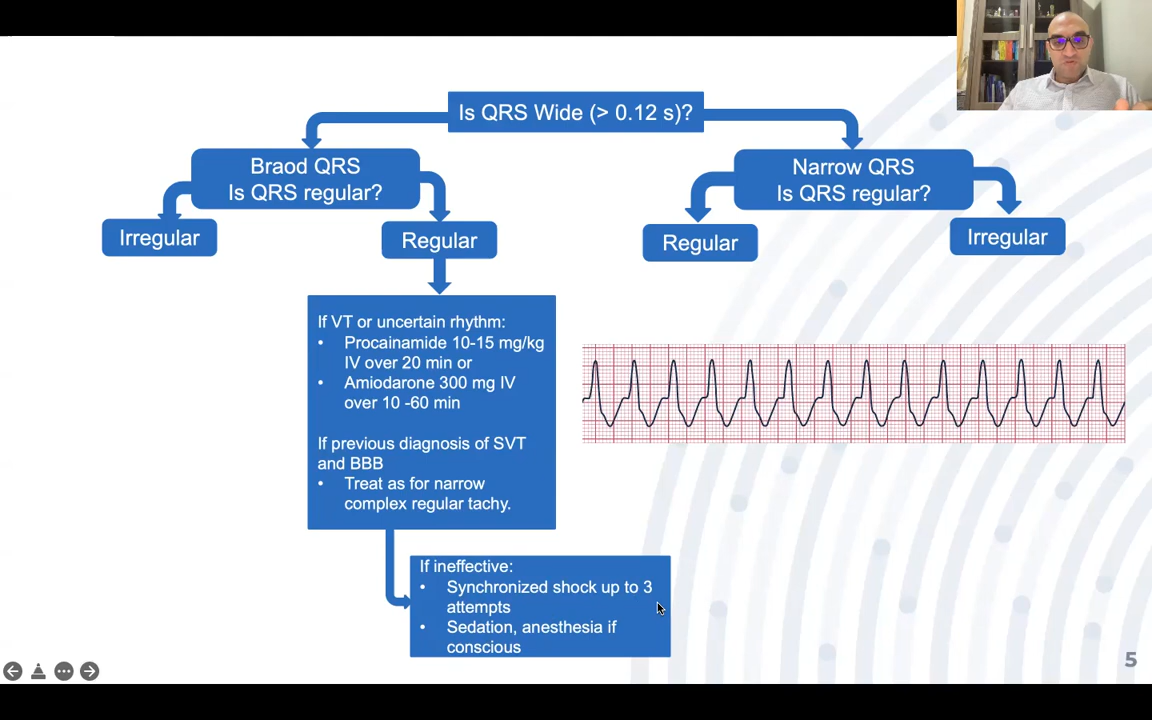 Is QRS Wide (> 0.12 s)?
Braod QRS
Is QRS regular?
Narrow QRS
Is QRS regular?
Irregular
Regular
Regular
Irregular
If VT or uncertain rhythm:
• Procainamide 10-15 mg/kg
IV over 20 min or
• Amiodarone 300 mg IV
over 10 -60 min
If previous diagnosis of SVT
and BBB
• Treat as for narrow
complex regular tachy.
If ineffective:
• Synchronized shock up to 3
attempts
• Sedation, anesthesia if
conscious
5